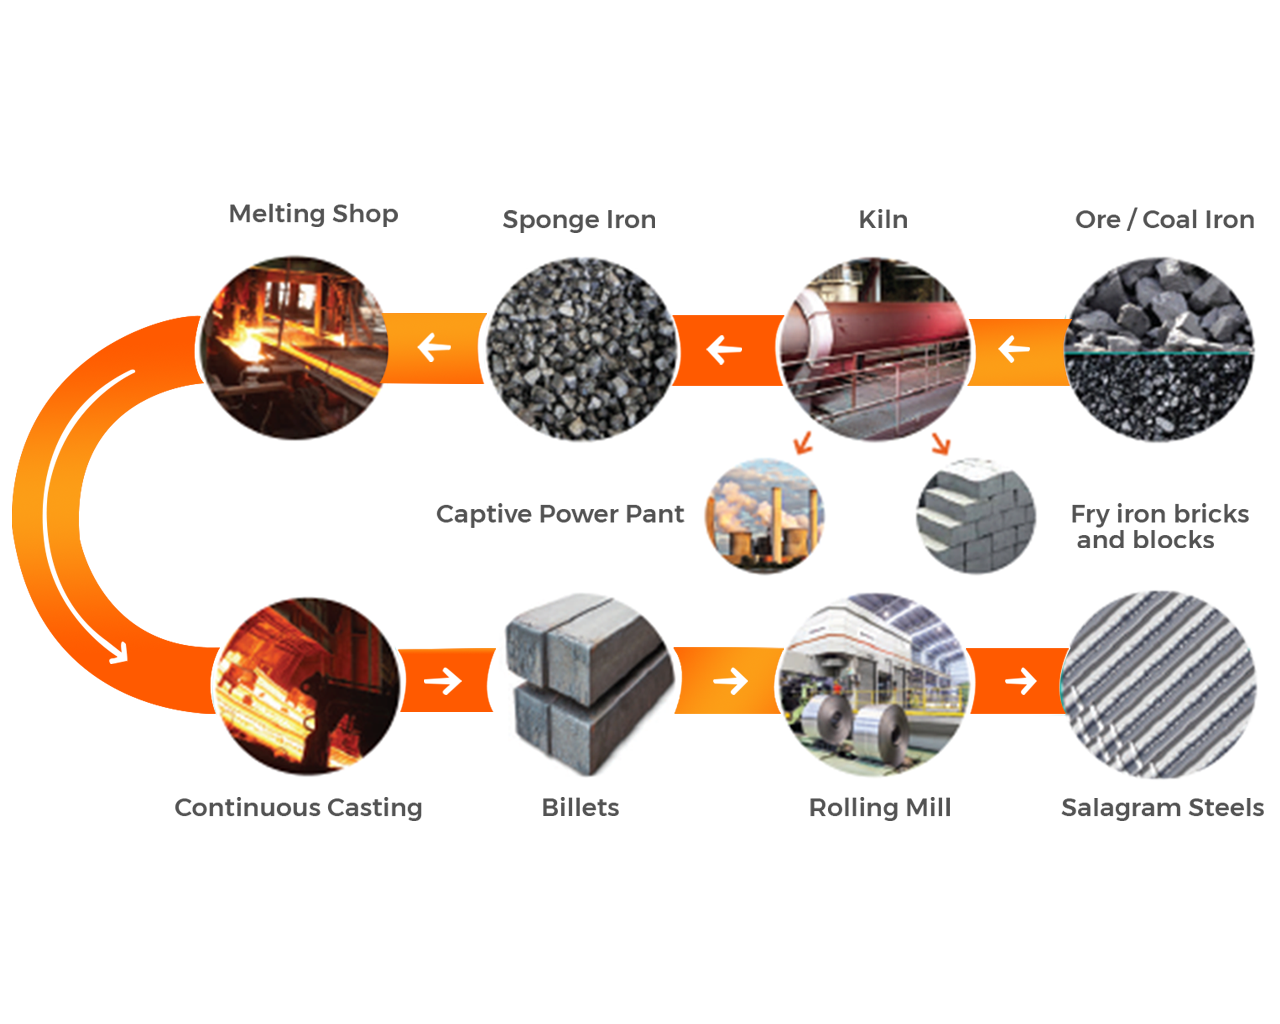 Melting Shop
Sponge Iron
Kiln
Ore / Coal Iron
Captive Power Pant
Fry iron bricks
and blocks
Continuous Casting
Billets
Rolling Mill
Salagram Steels